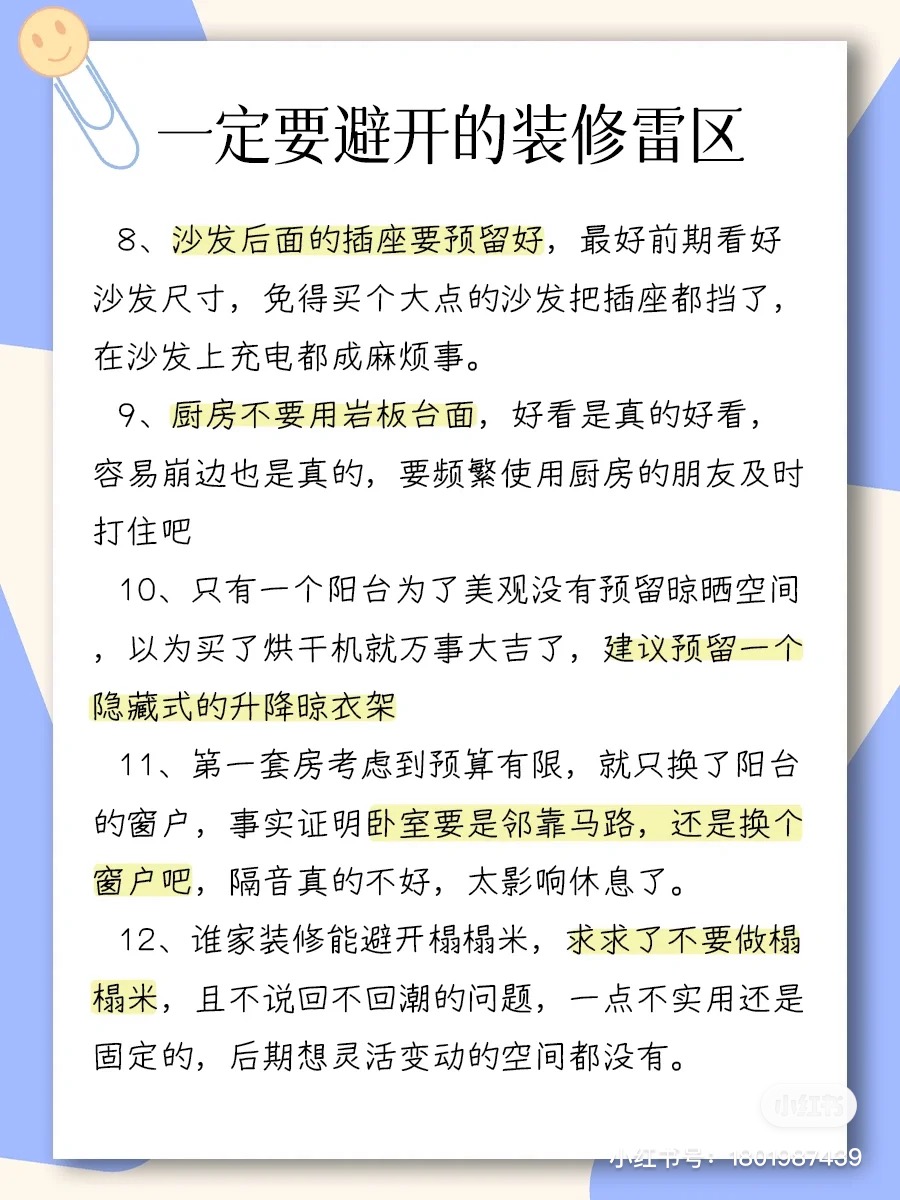 一定要避开的装修雷区
8、沙发后面的插座要预留好，最好前期看好
沙发尺寸，免得买个大点的沙发把插座都挡了，
在沙发上充电都成麻烦事。
9、厨房不要用岩板台面，好看是真的好看，
容易崩边也是真的，要频繁使用厨房的朋友及时
打住吧
10、只有一个阳台为了美观没有预留晾晒空间
，以为买了烘干机就万事大吉了，建议预留一个
隐藏式的升降晾衣架
11、第一套房考虑到预算有限，就只换了阳台
的窗户，事实证明卧室要是邻靠马路，还是换个
窗户吧，隔音真的不好，太影响休息了。
12、谁家装修能避开榻榻米，求求了不要做榻
榻米，且不说回不回潮的问题，一点不实用还是
固定的，后期想灵活变动的空间都没有。
小红书
小红书号：1801987439